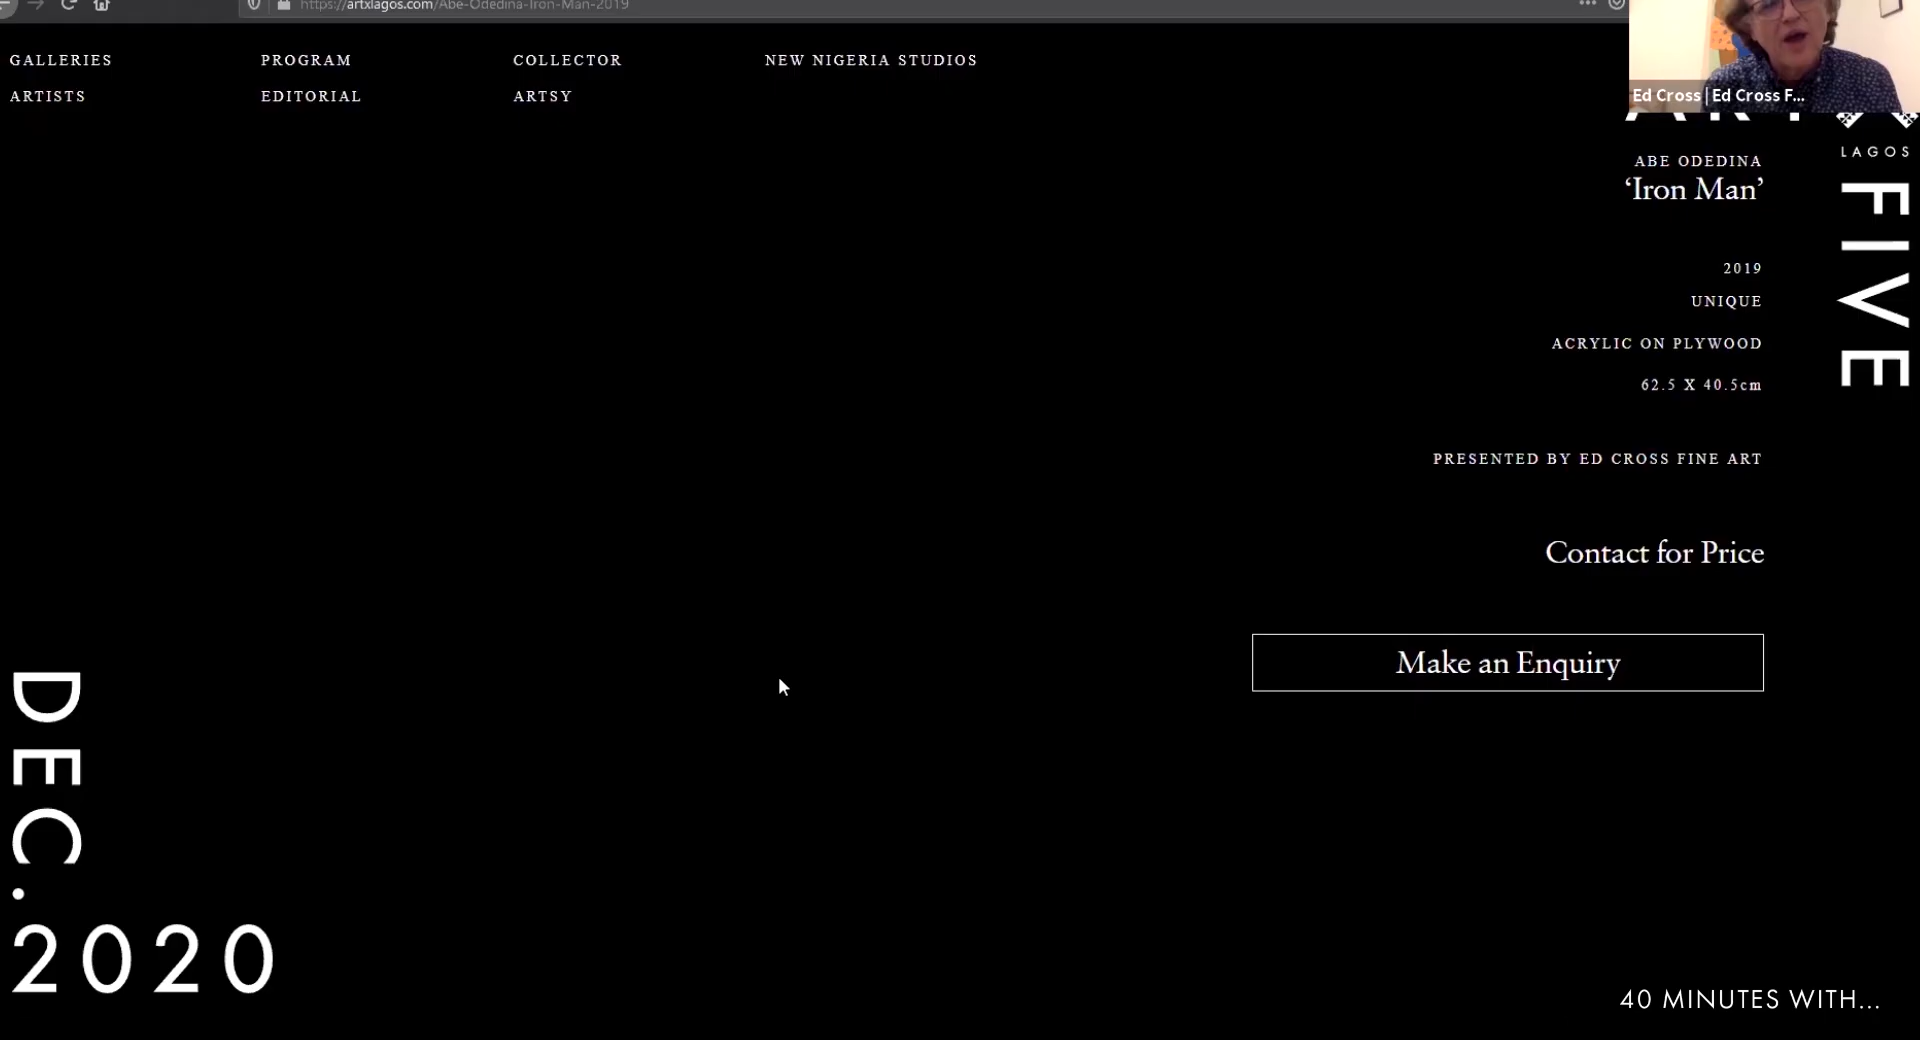 https://artxlagos.com/Abe-Odedina-Iron-Man-2019
GALLERIES
PROGRAM
COLLECTOR
NEW NIGERIA STUDIOS
ARTISTS
EDITORIAL
ARTSY
Ed Cross | Ed Cross F...
LAGOS
FIVE
ABE ODEDINA
‘Iron Man’
2019
UNIQUE
ACRYLIC ON PLYWOOD
62.5 X 40.5cm
PRESENTED BY ED CROSS FINE ART
Contact for Price
Make an Enquiry
DEC.
2020
40 MINUTES WITH...